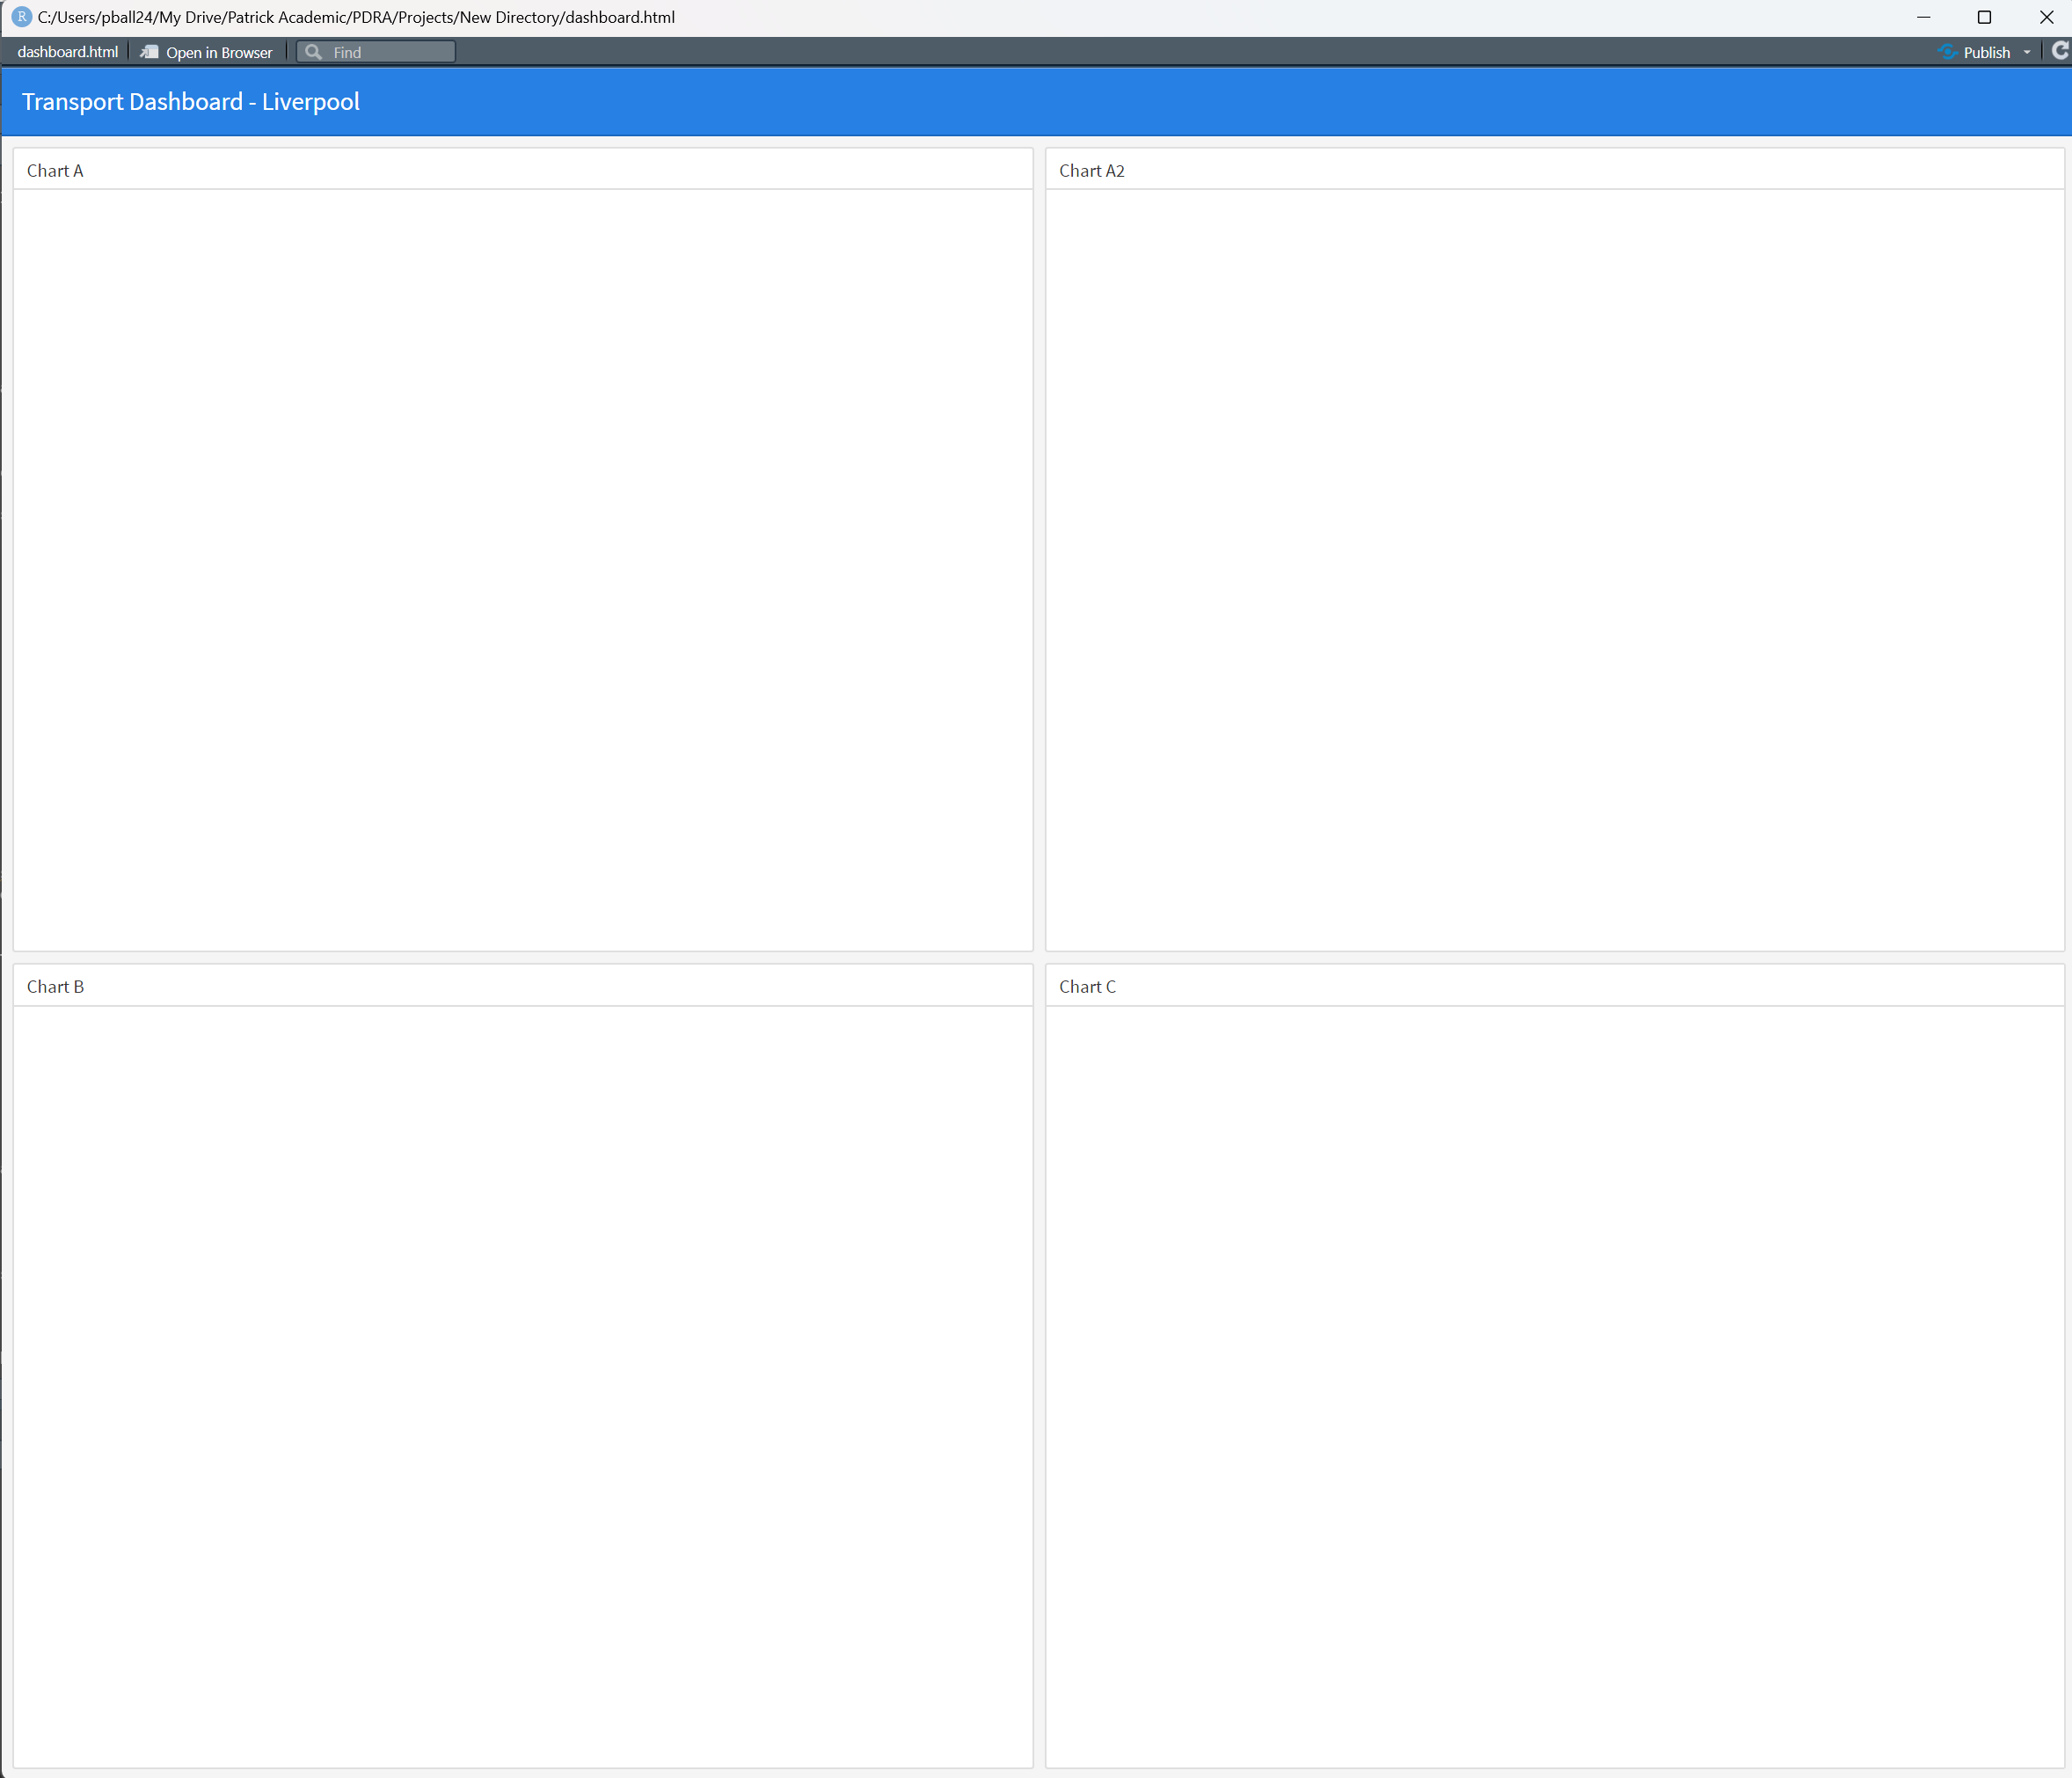 R C:/Users/pball24/My Drive/Patrick Academic/PDRA/Projects/New Directory/dashboard.html
dashboard.html Open in Browser Find Publish
Transport Dashboard - Liverpool
Chart A
Chart A2
Chart B
Chart C